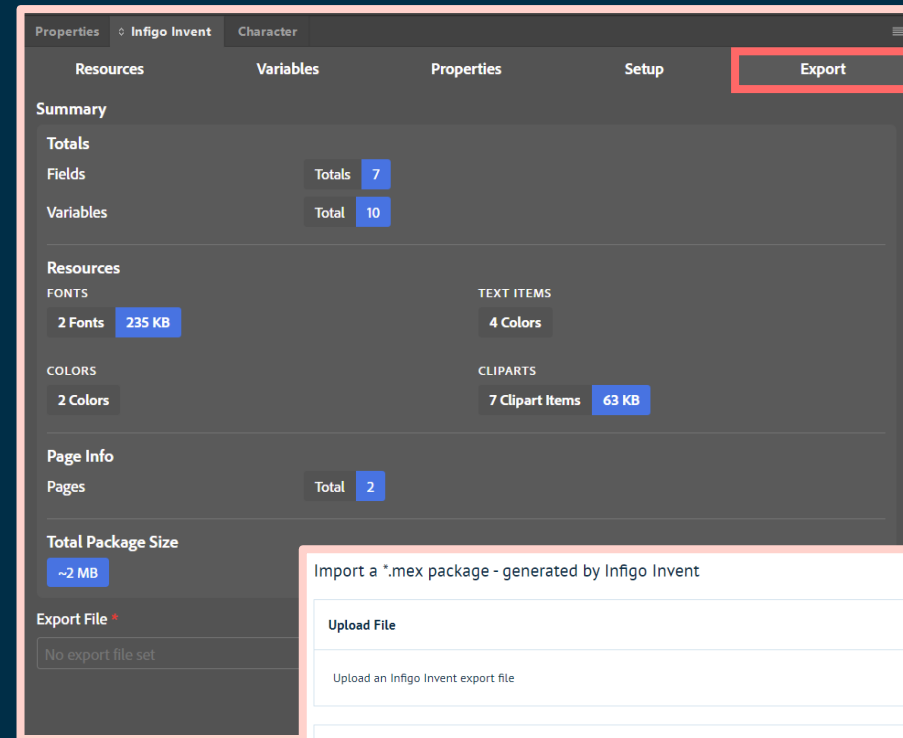 Properties Infigo Invent Character
Resources Variables Properties Setup Export
Summary
Totals
Fields Totals 7
Variables Total 10
Resources
FONTS TEXT ITEMS
2 Fonts 235 KB 4 Colors
COLORS CLIPARTS
2 Colors 7 Clipart Items 63 KB
Page Info
Pages Total 2
Total Package Size
~2 MB
Export File *
No export file set
Import a *.mex package - generated by Infigo Invent
Upload File
Upload an Infigo Invent export file